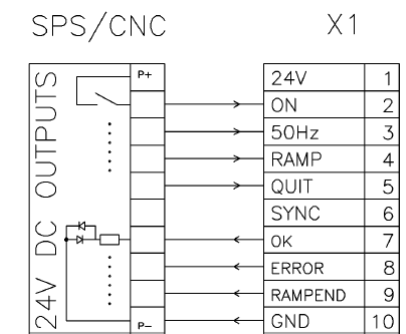 SPS/CNC X1
24V DC OUTPUTS
P+
P–
24V 1
ON 2
50Hz 3
RAMP 4
QUIT 5
SYNC 6
OK 7
ERROR 8
RAMPEND 9
GND 10